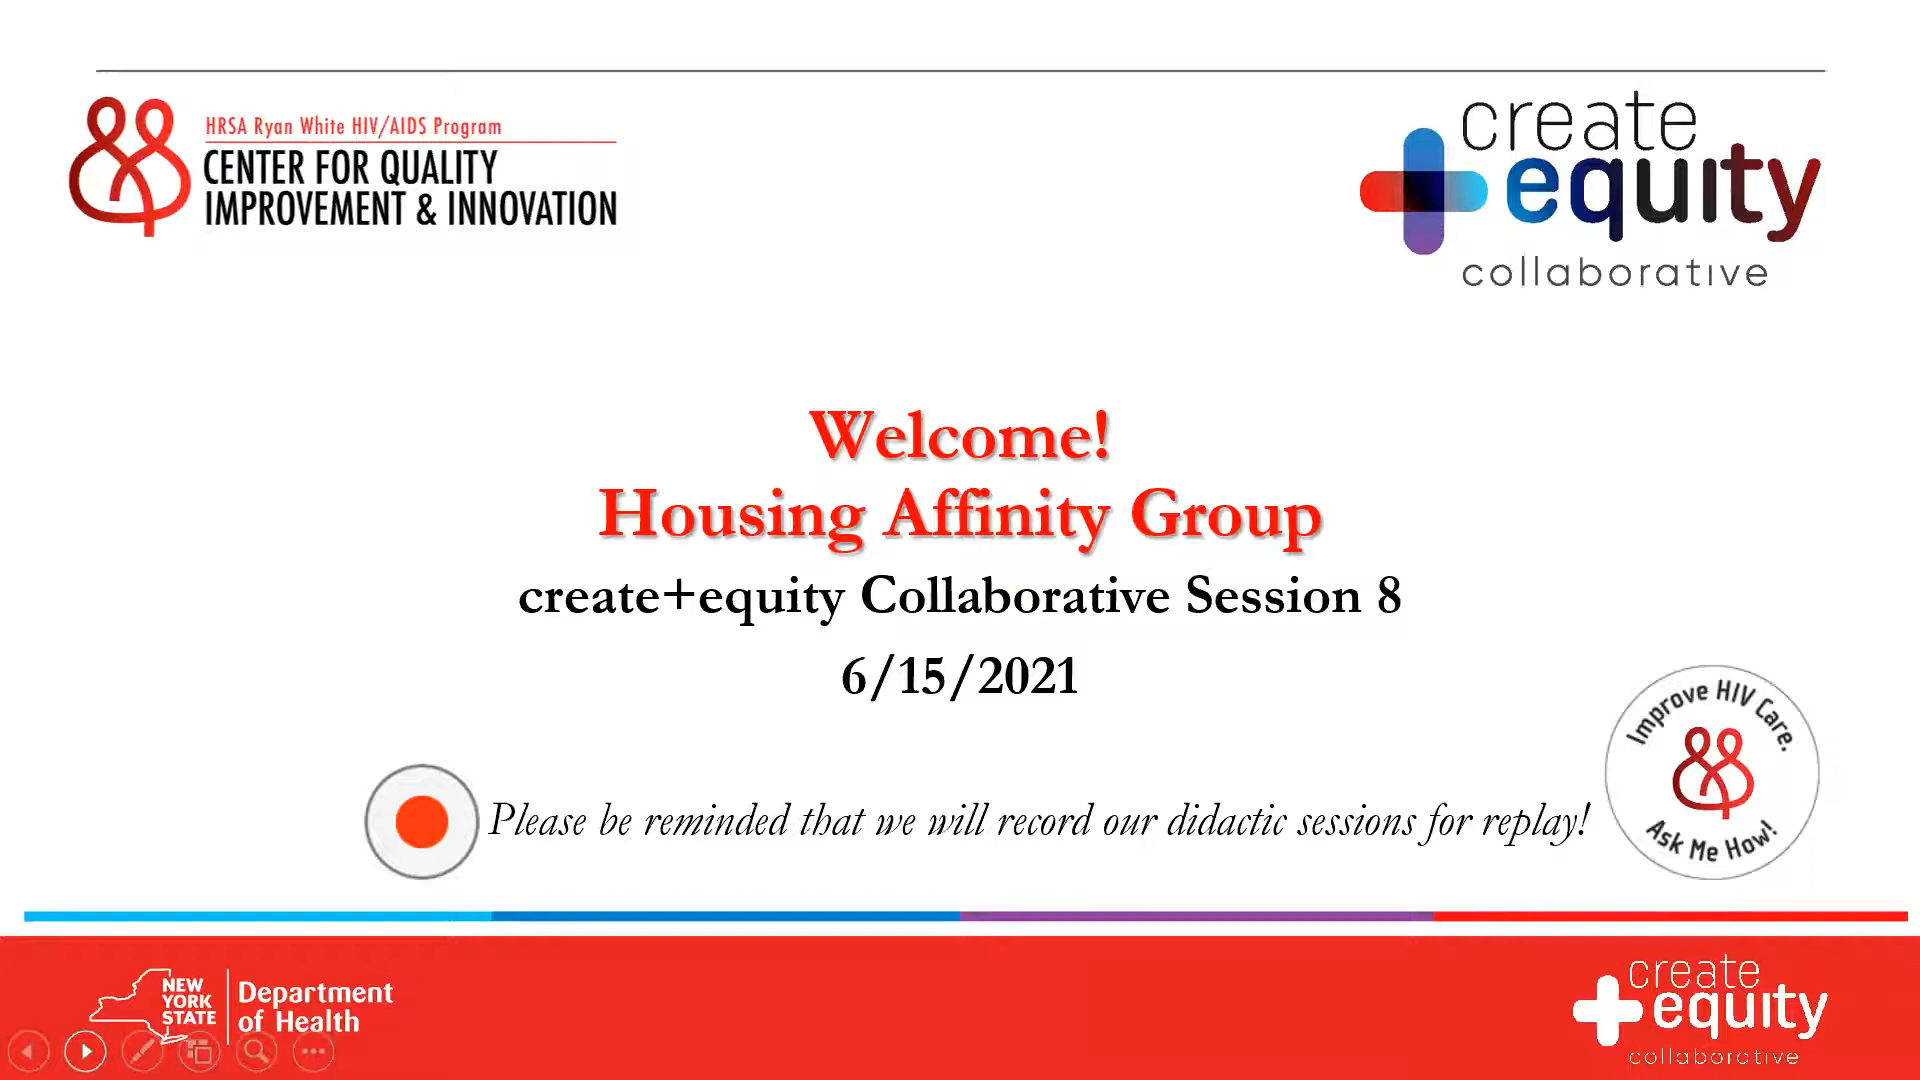 HRSA Ryan White HIV/AIDS Program
CENTER FOR QUALITY
IMPROVEMENT & INNOVATION
create
equity
collaborative
Welcome!
Housing Affinity Group
create+equity Collaborative Session 8
6/15/2021
Please be reminded that we will record our didactic sessions for replay!
Improve HIV Care.
Ask Me How!
NEW
YORK
STATE
Department
of Health
create
equity
collaborative